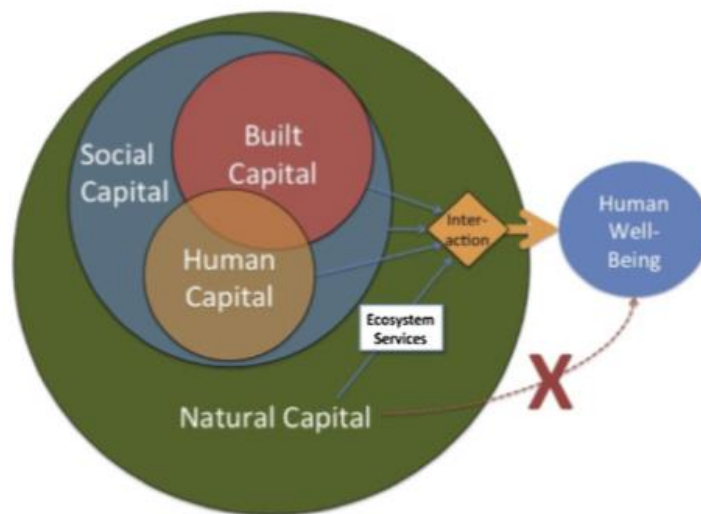 Built
Capital
Social
Capital
Human
Capital
Inter-
action
Human
Well-
Being
Ecosystem
Services
Natural Capital
X